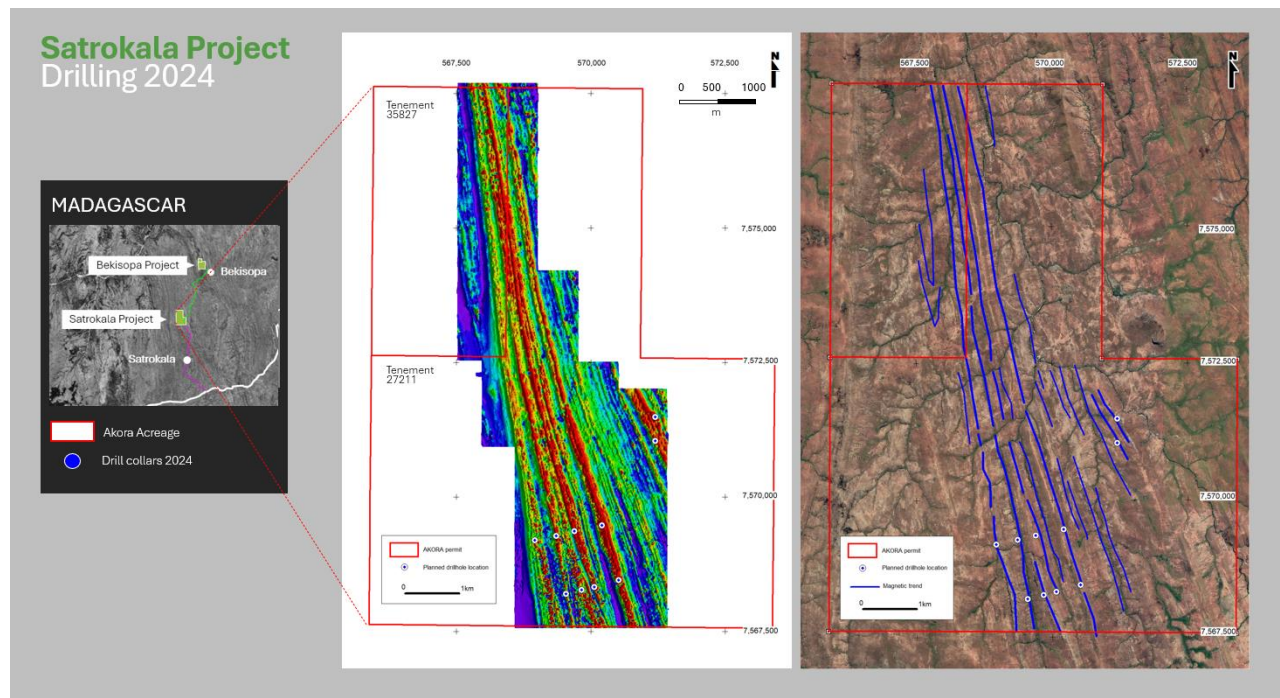 Satrokala Project
Drilling 2024
MADAGASCAR
Bekisopa Project
Bekisopa
Satrokala Project
Satrokala
Akora Acreage
Drill collars 2024
567,500
570,000
572,500
N
0 500 1000
m
Tenement
35827
7,575,000
7,572,500
Tenement
27211
7,570,000
AKORA permit
Planned drillhole location
0 1km
7,567,500
567,500
570,000
572,500
N
7,575,000
7,572,500
7,570,000
AKORA permit
Planned drillhole location
Magnetic trend
0 1km
7,567,500